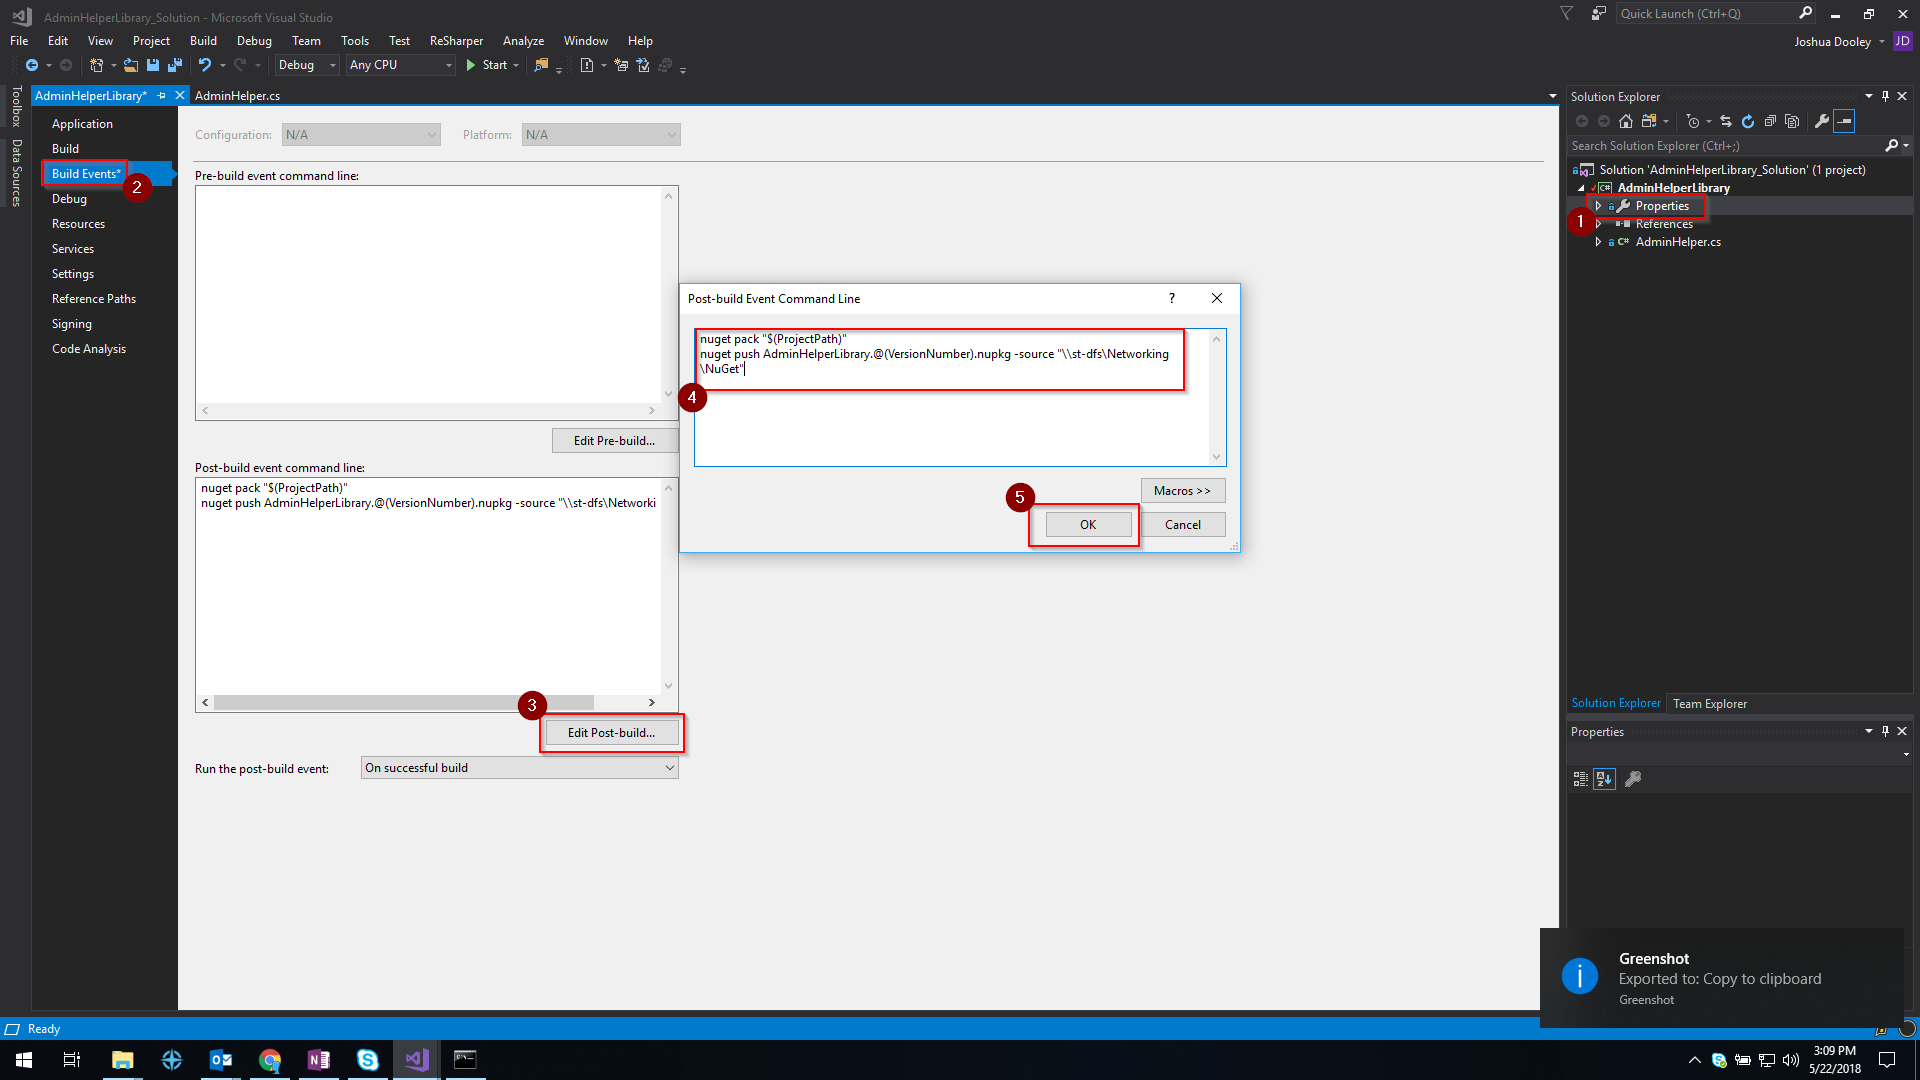 AdminHelperLibrary_Solution - Microsoft Visual Studio
Quick Launch (Ctrl+Q)
File Edit View Project Build Debug Team Tools Test ReSharper Analyze Window Help
Joshua Dooley JD
Debug Any CPU Start
Toolbox
Data Sources
AdminHelperLibrary* AdminHelper.cs
Application
Build
Build Events*
2
Debug
Resources
Services
Settings
Reference Paths
Signing
Code Analysis
Configuration: N/A Platform: N/A
Pre-build event command line:
Edit Pre-build...
Post-build event command line:
nuget pack "$(ProjectPath)"
nuget push AdminHelperLibrary.@(VersionNumber).nupkg -source "\\st-dfs\Networki
3
Edit Post-build...
Run the post-build event: On successful build
Post-build Event Command Line
?
nuget pack "$(ProjectPath)"
nuget push AdminHelperLibrary.@(VersionNumber).nupkg -source "\\st-dfs\Networking
\NuGet"
4
Macros >>
5
OK Cancel
Solution Explorer
Search Solution Explorer (Ctrl+;)
Solution 'AdminHelperLibrary_Solution' (1 project)
C# AdminHelperLibrary
Properties
1
References
C# AdminHelper.cs
Solution Explorer Team Explorer
Properties
Greenshot
Exported to: Copy to clipboard
Greenshot
Ready
3:09 PM
5/22/2018